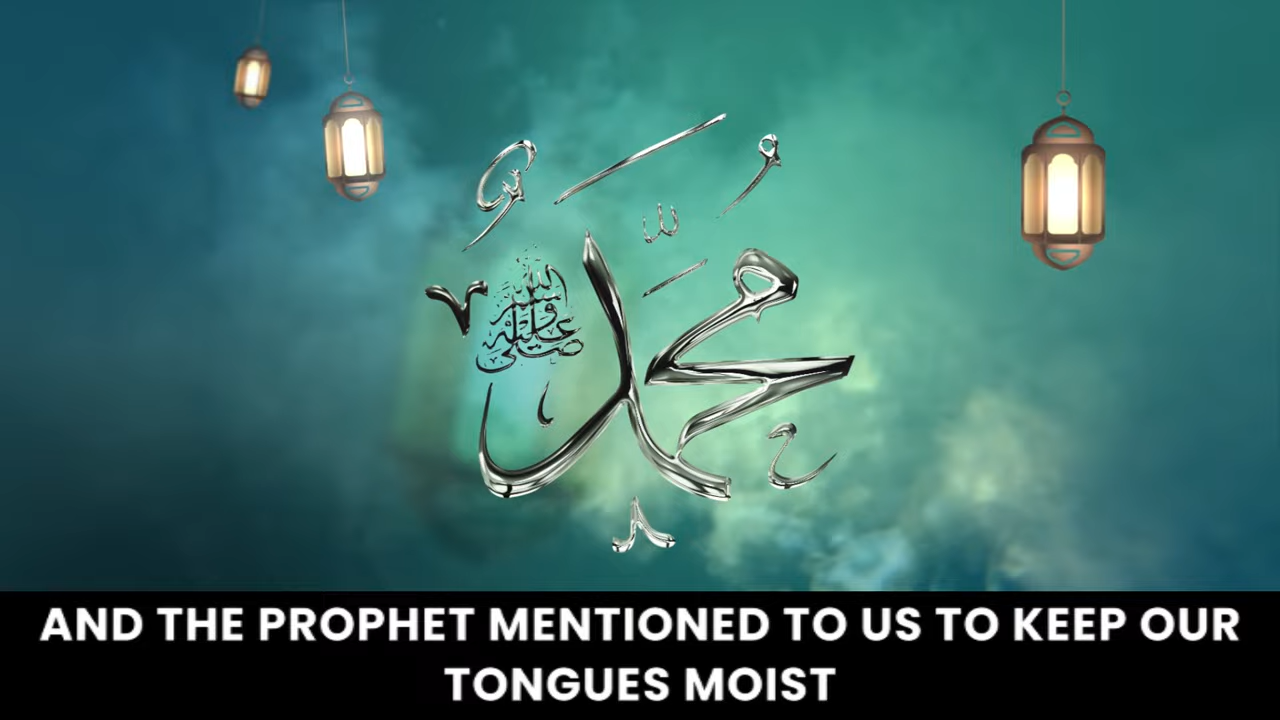 محمد
صلى الله عليه وسلم
AND THE PROPHET MENTIONED TO US TO KEEP OUR
TONGUES MOIST